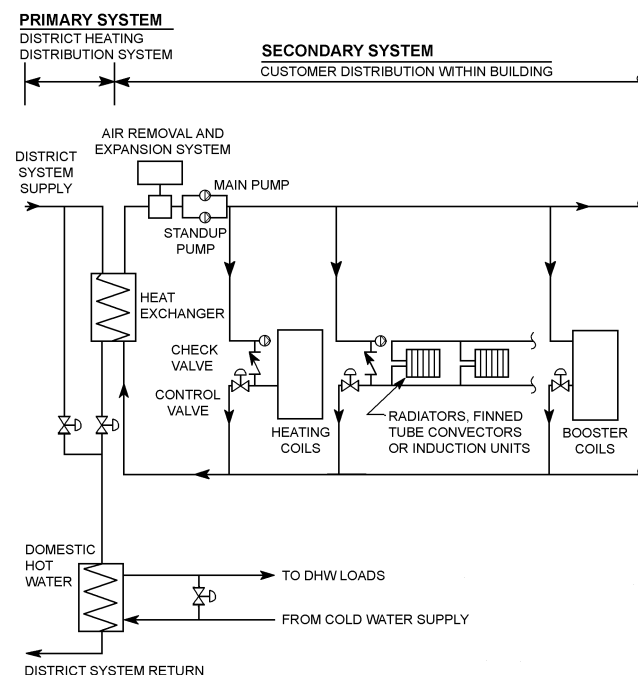 PRIMARY SYSTEM
DISTRICT HEATING
DISTRIBUTION SYSTEM
SECONDARY SYSTEM
CUSTOMER DISTRIBUTION WITHIN BUILDING
AIR REMOVAL AND
EXPANSION SYSTEM
DISTRICT
SYSTEM
SUPPLY
MAIN PUMP
STANDUP
PUMP
HEAT
EXCHANGER
CHECK
VALVE
CONTROL
VALVE
HEATING
COILS
RADIATORS, FINNED
TUBE CONVECTORS
OR INDUCTION UNITS
BOOSTER
COILS
DOMESTIC
HOT
WATER
TO DHW LOADS
FROM COLD WATER SUPPLY
DISTRICT SYSTEM RETURN